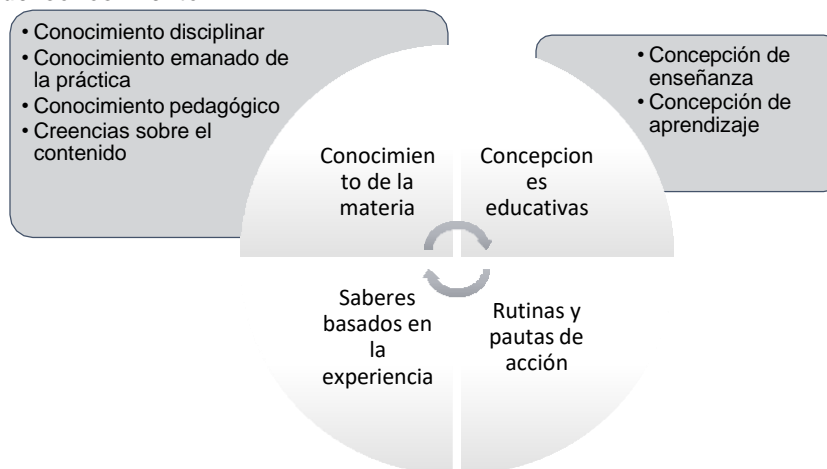 • Conocimiento disciplinar
• Conocimiento emanado de
la práctica
• Conocimiento pedagógico
• Creencias sobre el
contenido
• Concepción de
enseñanza
• Concepción de
aprendizaje
Conocimien
to de la
materia
Concepcion
es
educativas
Saberes
basados en
la
experiencia
Rutinas y
pautas de
acción